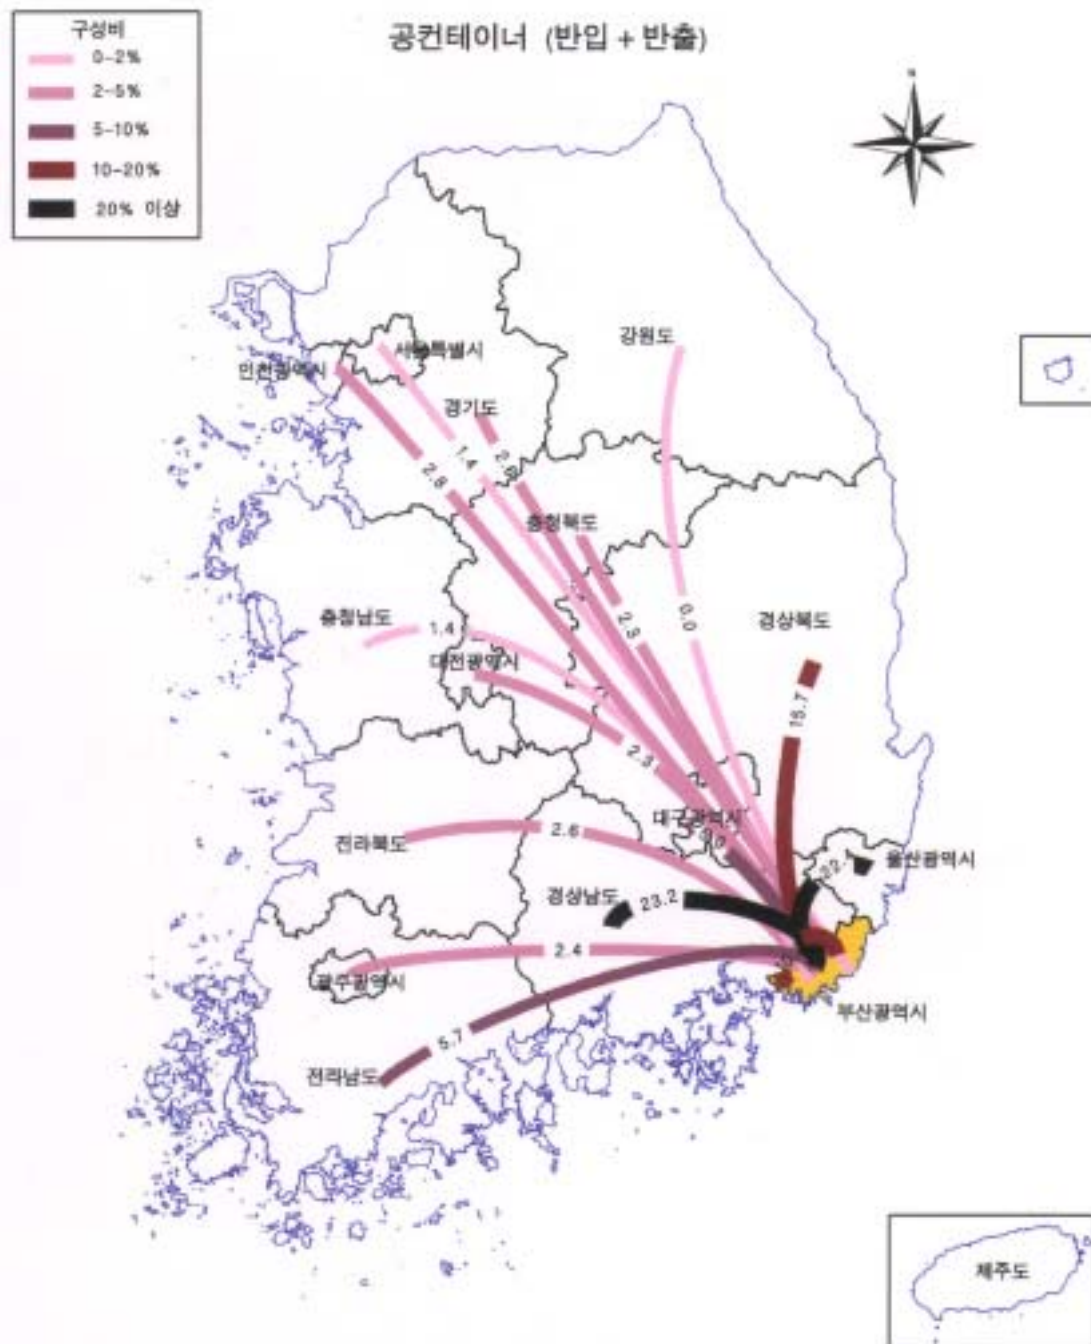 구성비
0-2%
2-5%
5-10%
10-20%
20% 이상
공컨테이너 (반입 + 반출)
N
강원도
서울특별시
인천광역시
경기도
1.4
2.8
충청북도
충청남도
1.4
2.3
0.0
경상북도
대전광역시
15.7
2.3
대구광역시
전라북도
2.6
울산광역시
경상남도
23.2
광주광역시
2.4
부산광역시
5.7
전라남도
제주도